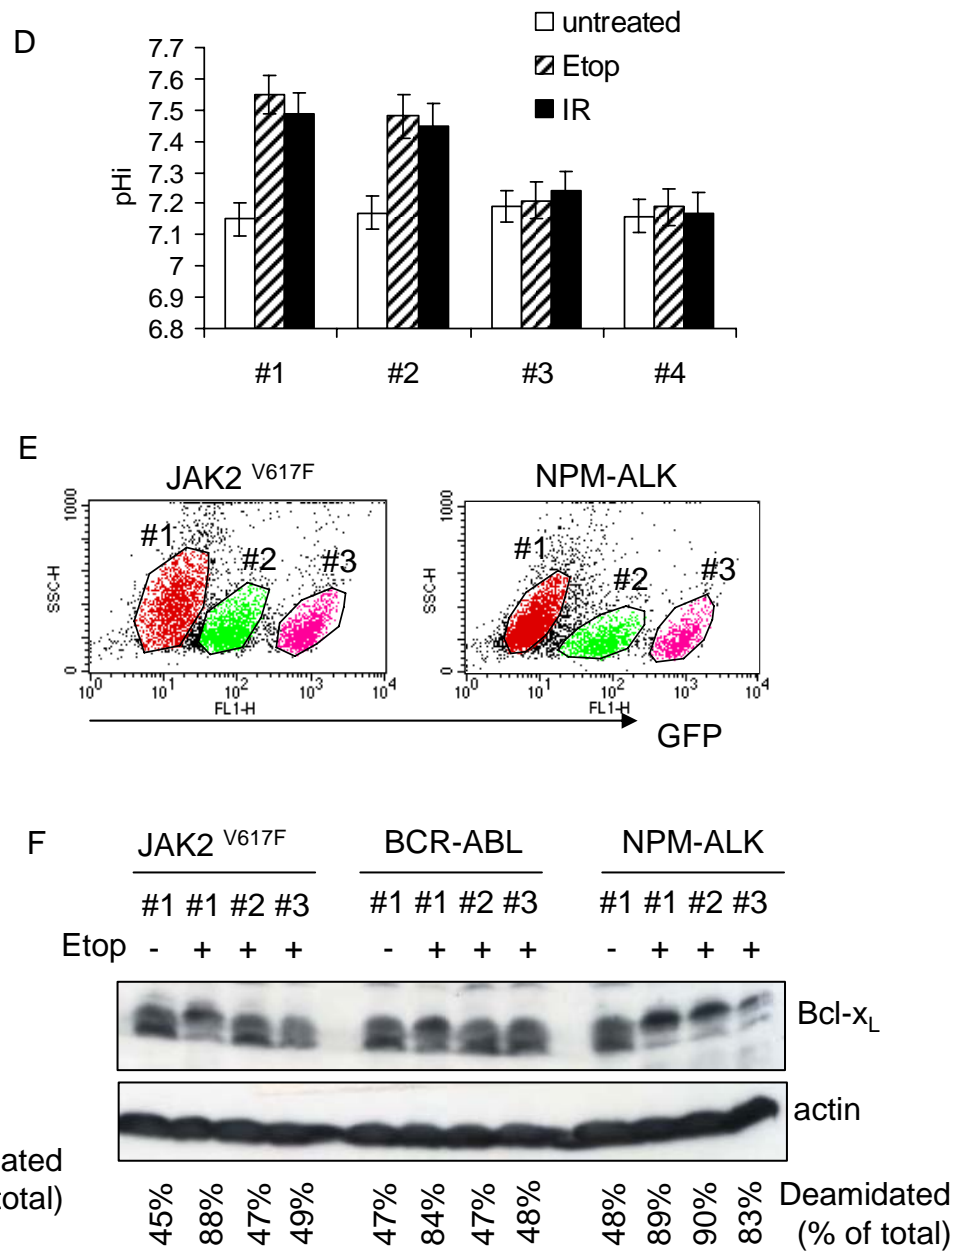 D
untreated
Etop
IR
7.7
7.6
7.5
7.4
7.3
7.2
7.1
7
6.9
6.8
pHi
#1 #2 #3 #4
E
JAK2 V617F
NPM-ALK
#1 #2 #3
#1 #2 #3
1000
0
SSC-H
10^0 10^1 10^2 10^3 10^4
FL1-H
1000
0
SSC-H
10^0 10^1 10^2 10^3 10^4
FL1-H
GFP
F
JAK2 V617F BCR-ABL NPM-ALK
#1 #1 #2 #3 #1 #1 #2 #3 #1 #1 #2 #3
Etop - + + + - + + + - + + +
Bcl-xL
actin
ated
total)
45% 88% 47% 49% 47% 84% 47% 48% 48% 89% 90% 83%
Deamidated
(% of total)